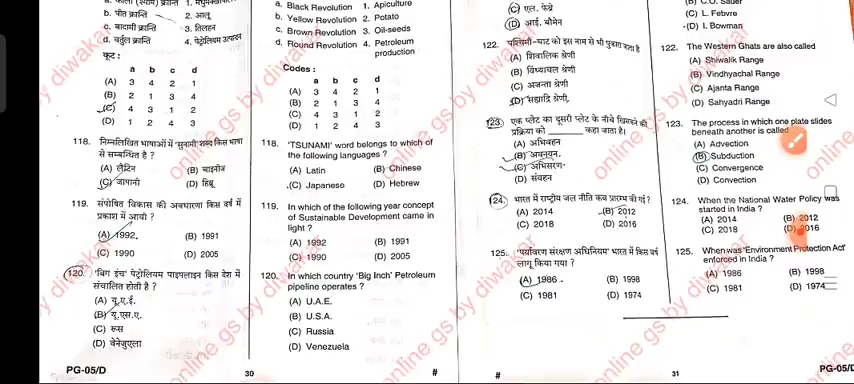 b. पीत क्रान्ति 2. आलू
c. बादामी क्रान्ति 3. तिलहन
d. वर्तुल क्रान्ति 4. पेट्रोलियम उत्पादन
कूट :
a b c d
(A) 3 4 2 1
(B) 2 1 3 4
(C) 4 3 1 2
(D) 1 2 4 3
118. निम्नलिखित भाषाओं में 'सुनामी' शब्द किस भाषा
से सम्बन्धित है ?
(A) लैटिन (B) चाइनीज
(C) जापानी (D) हिब्रू
119. संपोषित विकास की अवधारणा किस वर्ष में
प्रकाश में आयी ?
(A) 1992 (B) 1991
(C) 1990 (D) 2005
120. 'बिग इंच' पेट्रोलियम पाइपलाइन किस देश में
संचालित होती है ?
(A) यू.ए.ई.
(B) यू.एस.ए.
(C) रूस
(D) वेनेजुएला
PG-05/D
30
#
a. Black Revolution 1. Apiculture
b. Yellow Revolution 2. Potato
c. Brown Revolution 3. Oil-seeds
d. Round Revolution 4. Petroleum
production
Codes :
a b c d
(A) 3 4 2 1
(B) 2 1 3 4
(C) 4 3 1 2
(D) 1 2 4 3
118. 'TSUNAMI' word belongs to which of
the following languages ?
(A) Latin (B) Chinese
(C) Japanese (D) Hebrew
119. In which of the following year concept
of Sustainable Development came in
light ?
(A) 1992 (B) 1991
(C) 1990 (D) 2005
120. In which country 'Big Inch' Petroleum
pipeline operates ?
(A) U.A.E.
(B) U.S.A.
(C) Russia
(D) Venezuela
(C) एल. फेब्रे
(D) आई. बौमेन
122. पश्चिमी-घाट को इस नाम से भी पुकारा जाता है
(A) शिवालिक श्रेणी
(B) विंध्याचल श्रेणी
(C) अजन्ता श्रेणी
(D) सह्याद्रि श्रेणी
123. एक प्लेट का दूसरी प्लेट के नीचे खिसकने की
प्रक्रिया को ______ कहा जाता है।
(A) अभिवहन
(B) अवनयन
(C) अभिसरण
(D) संवहन
124. भारत में राष्ट्रीय जल नीति कब प्रारम्भ की गई ?
(A) 2014 (B) 2012
(C) 2018 (D) 2016
125. 'पर्यावरण संरक्षण अधिनियम' भारत में किस वर्ष
लागू किया गया ?
(A) 1986 (B) 1998
(C) 1981 (D) 1974
#
31
(B) C.O. Sauer
(C) L. Febvre
(D) I. Bowman
122. The Western Ghats are also called
(A) Shiwalik Range
(B) Vindhyachal Range
(C) Ajanta Range
(D) Sahyadri Range
123. The process in which one plate slides
beneath another is called
(A) Advection
(B) Subduction
(C) Convergence
(D) Convection
124. When the National Water Policy was
started in India ?
(A) 2014 (B) 2012
(C) 2018 (D) 2016
125. When was 'Environment Protection Act'
enforced in India ?
(A) 1986 (B) 1998
(C) 1981 (D) 1974
PG-05/D
online gs by diwakar